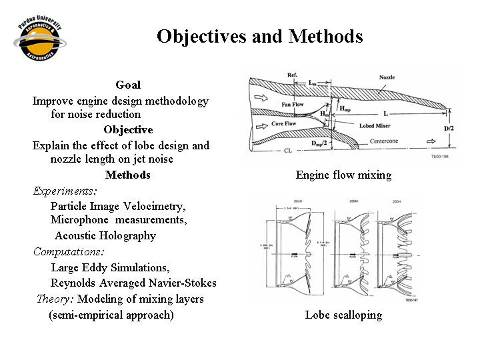 Purdue University
Objectives and Methods
Goal
Improve engine design methodology
for noise reduction
Objective
Explain the effect of lobe design and
nozzle length on jet noise
Methods
Experiments:
Particle Image Velocimetry,
Microphone measurements,
Acoustic Holography
Computations:
Large Eddy Simulations,
Reynolds Averaged Navier-Stokes
Theory: Modeling of mixing layers
(semi-empirical approach)
Ref.
Nozzle
Fan Flow
Core Flow
Lobed Mixer
L
D/2
Centercone
CL
Engine flow mixing
Lobe scalloping